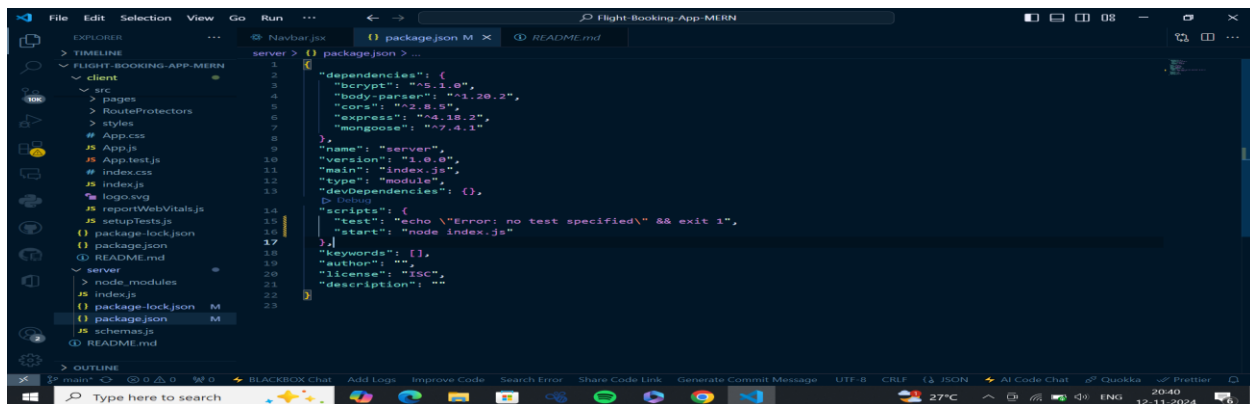 File Edit Selection View Go Run ··· Flight-Booking-App-MERN
EXPLORER ···
TIMELINE
FLIGHT-BOOKING-APP-MERN
client
src
pages
RouteProtectors
styles
# App.css
JS App.js
JS App.test.js
# index.css
JS index.js
logo.svg
JS reportWebVitals.js
JS setupTests.js
{} package-lock.json
{} package.json
README.md
server
node_modules
JS index.js
{} package-lock.json M
{} package.json M
JS schemas.js
README.md
OUTLINE
10K
2
Navbar.jsx {} package.json M × README.md
server > {} package.json > ...
1 {
2 "dependencies": {
3 "bcrypt": "^5.1.0",
4 "body-parser": "^1.20.2",
5 "cors": "^2.8.5",
6 "express": "^4.18.2",
7 "mongoose": "^7.4.1"
8 },
9 "name": "server",
10 "version": "1.0.0",
11 "main": "index.js",
12 "type": "module",
13 "devDependencies": {},
Debug
14 "scripts": {
15 "test": "echo \"Error: no test specified\" && exit 1",
16 "start": "node index.js"
17 },
18 "keywords": [],
19 "author": "",
20 "license": "ISC",
21 "description": ""
22 }
23
main* 0 0 0 BLACKBOX Chat Add Logs Improve Code Search Error Share Code Link Generate Commit Message UTF-8 CRLF JSON AI Code Chat Quokka Prettier
Type here to search 27°C ENG 20:40
12-11-2024 6